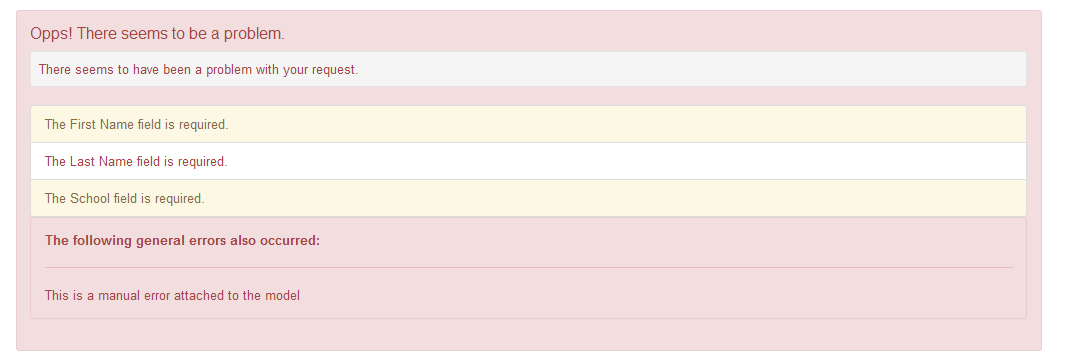 Opps! There seems to be a problem.
There seems to have been a problem with your request.
The First Name field is required.
The Last Name field is required.
The School field is required.
The following general errors also occurred:
This is a manual error attached to the model